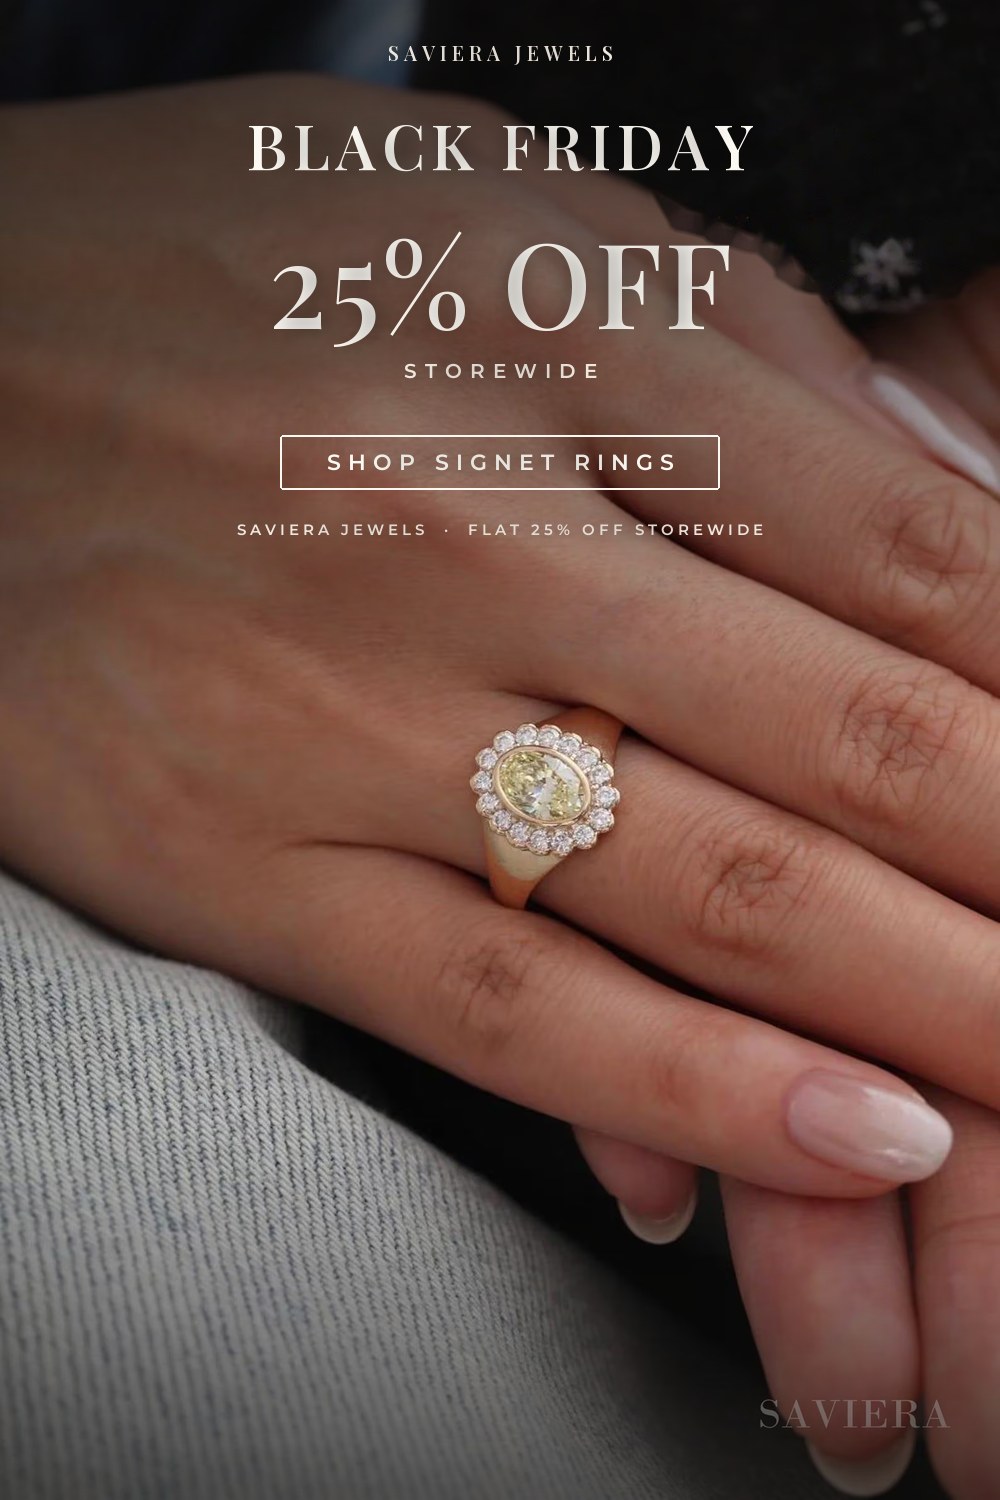 SAVIERA JEWELS
BLACK FRIDAY
25% OFF
STOREWIDE
SHOP SIGNET RINGS
SAVIERA JEWELS · FLAT 25% OFF STOREWIDE
SAVIERA